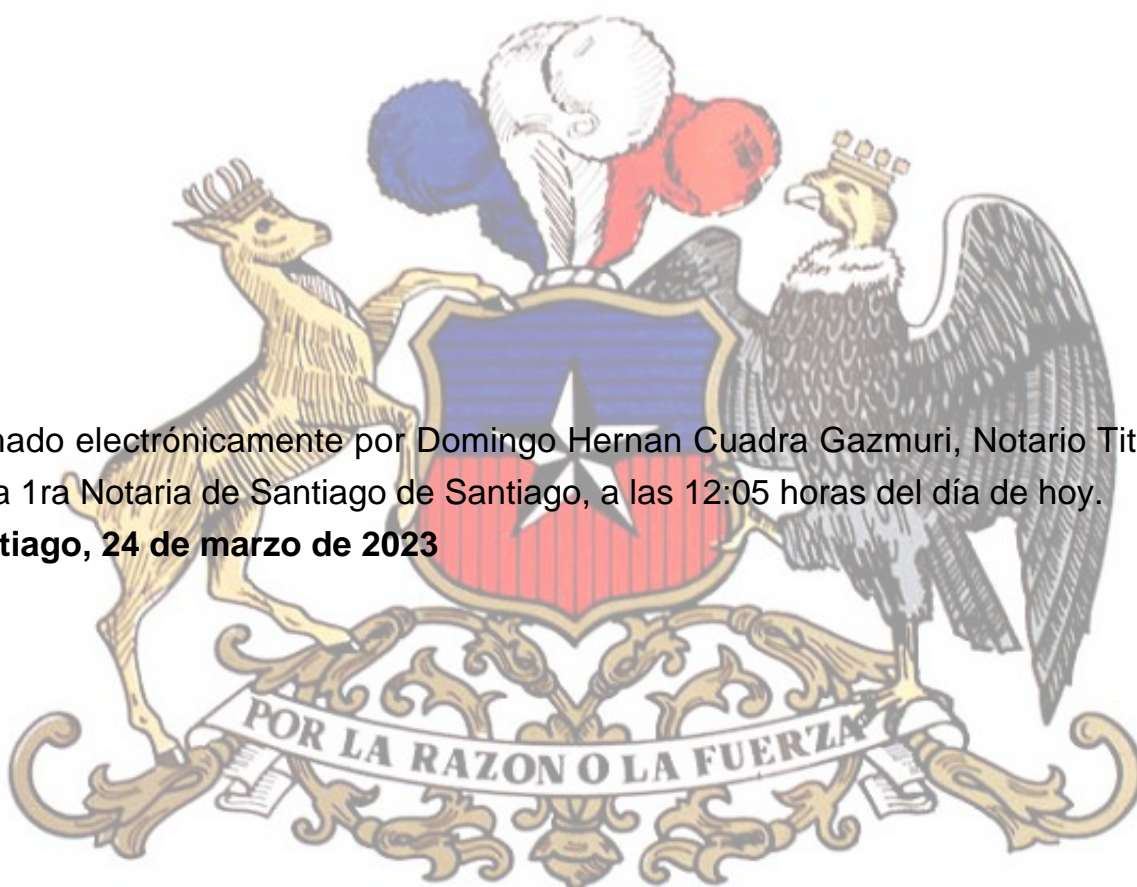 nado electrónicamente por Domingo Hernan Cuadra Gazmuri, Notario Tit
a 1ra Notaria de Santiago de Santiago, a las 12:05 horas del día de hoy.
tiago, 24 de marzo de 2023
POR LA RAZON O LA FUERZA